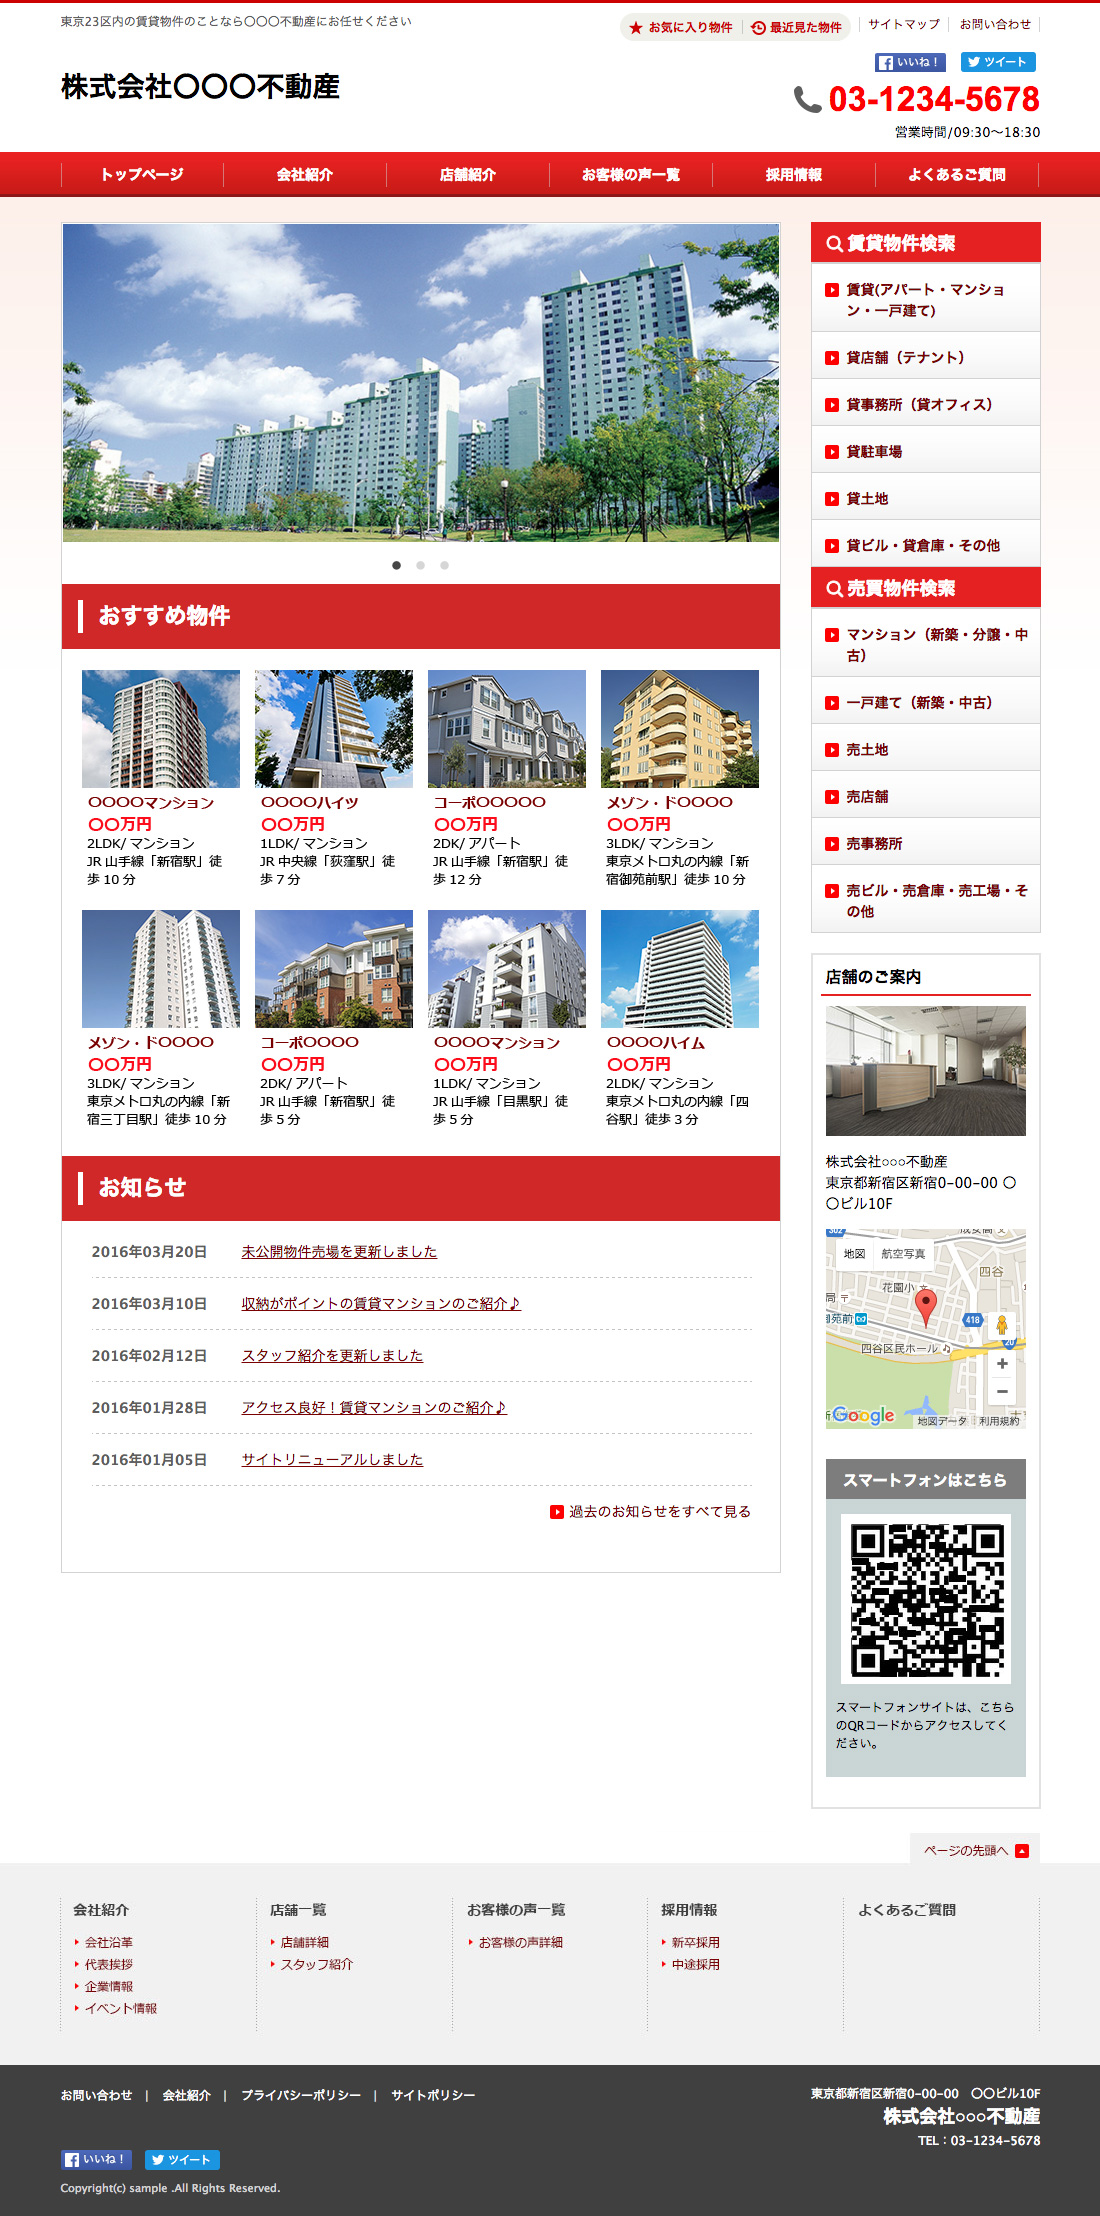 東京23区内の賃貸物件のことなら〇〇〇不動産にお任せください
お気に入り物件
最近見た物件
サイトマップ
お問い合わせ
いいね！
ツイート
株式会社〇〇〇不動産
03-1234-5678
営業時間/09:30〜18:30
トップページ
会社紹介
店舗紹介
お客様の声一覧
採用情報
よくあるご質問
おすすめ物件
〇〇〇〇マンション
〇〇万円
2LDK/ マンション
JR 山手線「新宿駅」徒
歩 10 分
〇〇〇〇ハイツ
〇〇万円
1LDK/ マンション
JR 中央線「荻窪駅」徒
歩 7 分
コーポ〇〇〇〇〇
〇〇万円
2DK/ アパート
JR 山手線「新宿駅」徒
歩 12 分
メゾン・ド〇〇〇〇
〇〇万円
3LDK/ マンション
東京メトロ丸の内線「新
宿御苑前駅」徒歩 10 分
メゾン・ド〇〇〇〇
〇〇万円
3LDK/ マンション
東京メトロ丸の内線「新
宿三丁目駅」徒歩 10 分
コーポ〇〇〇〇
〇〇万円
2DK/ アパート
JR 山手線「新宿駅」徒
歩 5 分
〇〇〇〇マンション
〇〇万円
1LDK/ マンション
JR 山手線「目黒駅」徒
歩 5 分
〇〇〇〇ハイム
〇〇万円
2LDK/ マンション
東京メトロ丸の内線「四
谷駅」徒歩 3 分
お知らせ
2016年03月20日 未公開物件売場を更新しました
2016年03月10日 収納がポイントの賃貸マンションのご紹介♪
2016年02月12日 スタッフ紹介を更新しました
2016年01月28日 アクセス良好！賃貸マンションのご紹介♪
2016年01月05日 サイトリニューアルしました
過去のお知らせをすべて見る
賃貸物件検索
賃貸(アパート・マンショ
ン・一戸建て)
貸店舗（テナント）
貸事務所（貸オフィス）
貸駐車場
貸土地
貸ビル・貸倉庫・その他
売買物件検索
マンション（新築・分譲・中
古）
一戸建て（新築・中古）
売土地
売店舗
売事務所
売ビル・売倉庫・売工場・そ
の他
店舗のご案内
株式会社○○○不動産
東京都新宿区新宿0-00-00 〇
〇ビル10F
地図
航空写真
四谷
花園小
御苑前
418
20
四谷区民ホール
+
−
Google
地図データ
利用規約
スマートフォンはこちら
スマートフォンサイトは、こちら
のQRコードからアクセスしてく
ださい。
ページの先頭へ
会社紹介
会社沿革
代表挨拶
企業情報
イベント情報
店舗一覧
店舗詳細
スタッフ紹介
お客様の声一覧
お客様の声詳細
採用情報
新卒採用
中途採用
よくあるご質問
お問い合わせ | 会社紹介 | プライバシーポリシー | サイトポリシー
東京都新宿区新宿0-00-00　〇〇ビル10F
株式会社○○○不動産
TEL：03-1234-5678
いいね！
ツイート
Copyright(c) sample .All Rights Reserved.